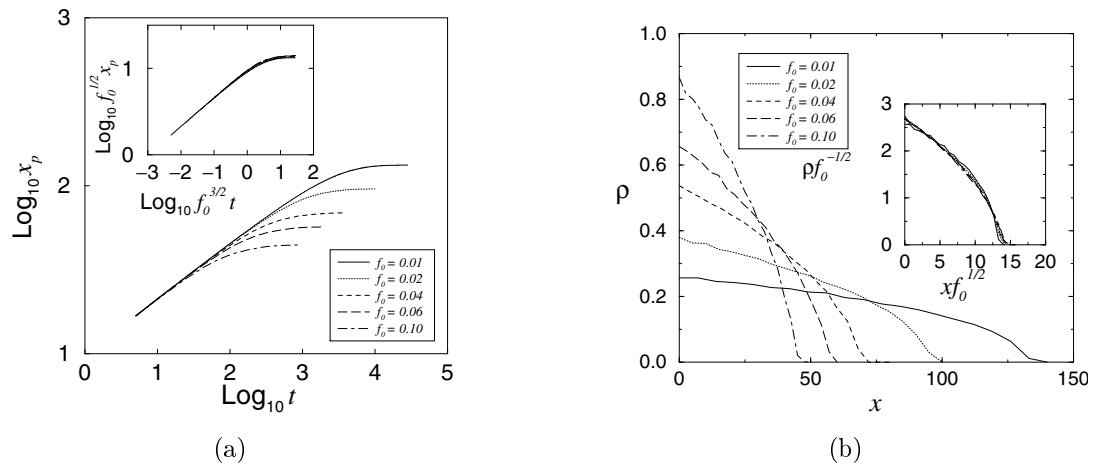 3
2
1
Log₁₀ xₚ
0
1
2
3
4
5
Log₁₀ t
1
0
Log₁₀ f₀^1/2 xₚ
−3
−2
−1
0
1
2
Log₁₀ f₀^3/2 t
f₀ = 0.01
f₀ = 0.02
f₀ = 0.04
f₀ = 0.06
f₀ = 0.10
(a)
1.0
0.8
0.6
0.4
0.2
0.0
ρ
0
50
100
150
x
f₀ = 0.01
f₀ = 0.02
f₀ = 0.04
f₀ = 0.06
f₀ = 0.10
3
2
1
0
ρf₀^−1/2
0
5
10
15
20
xf₀^1/2
(b)